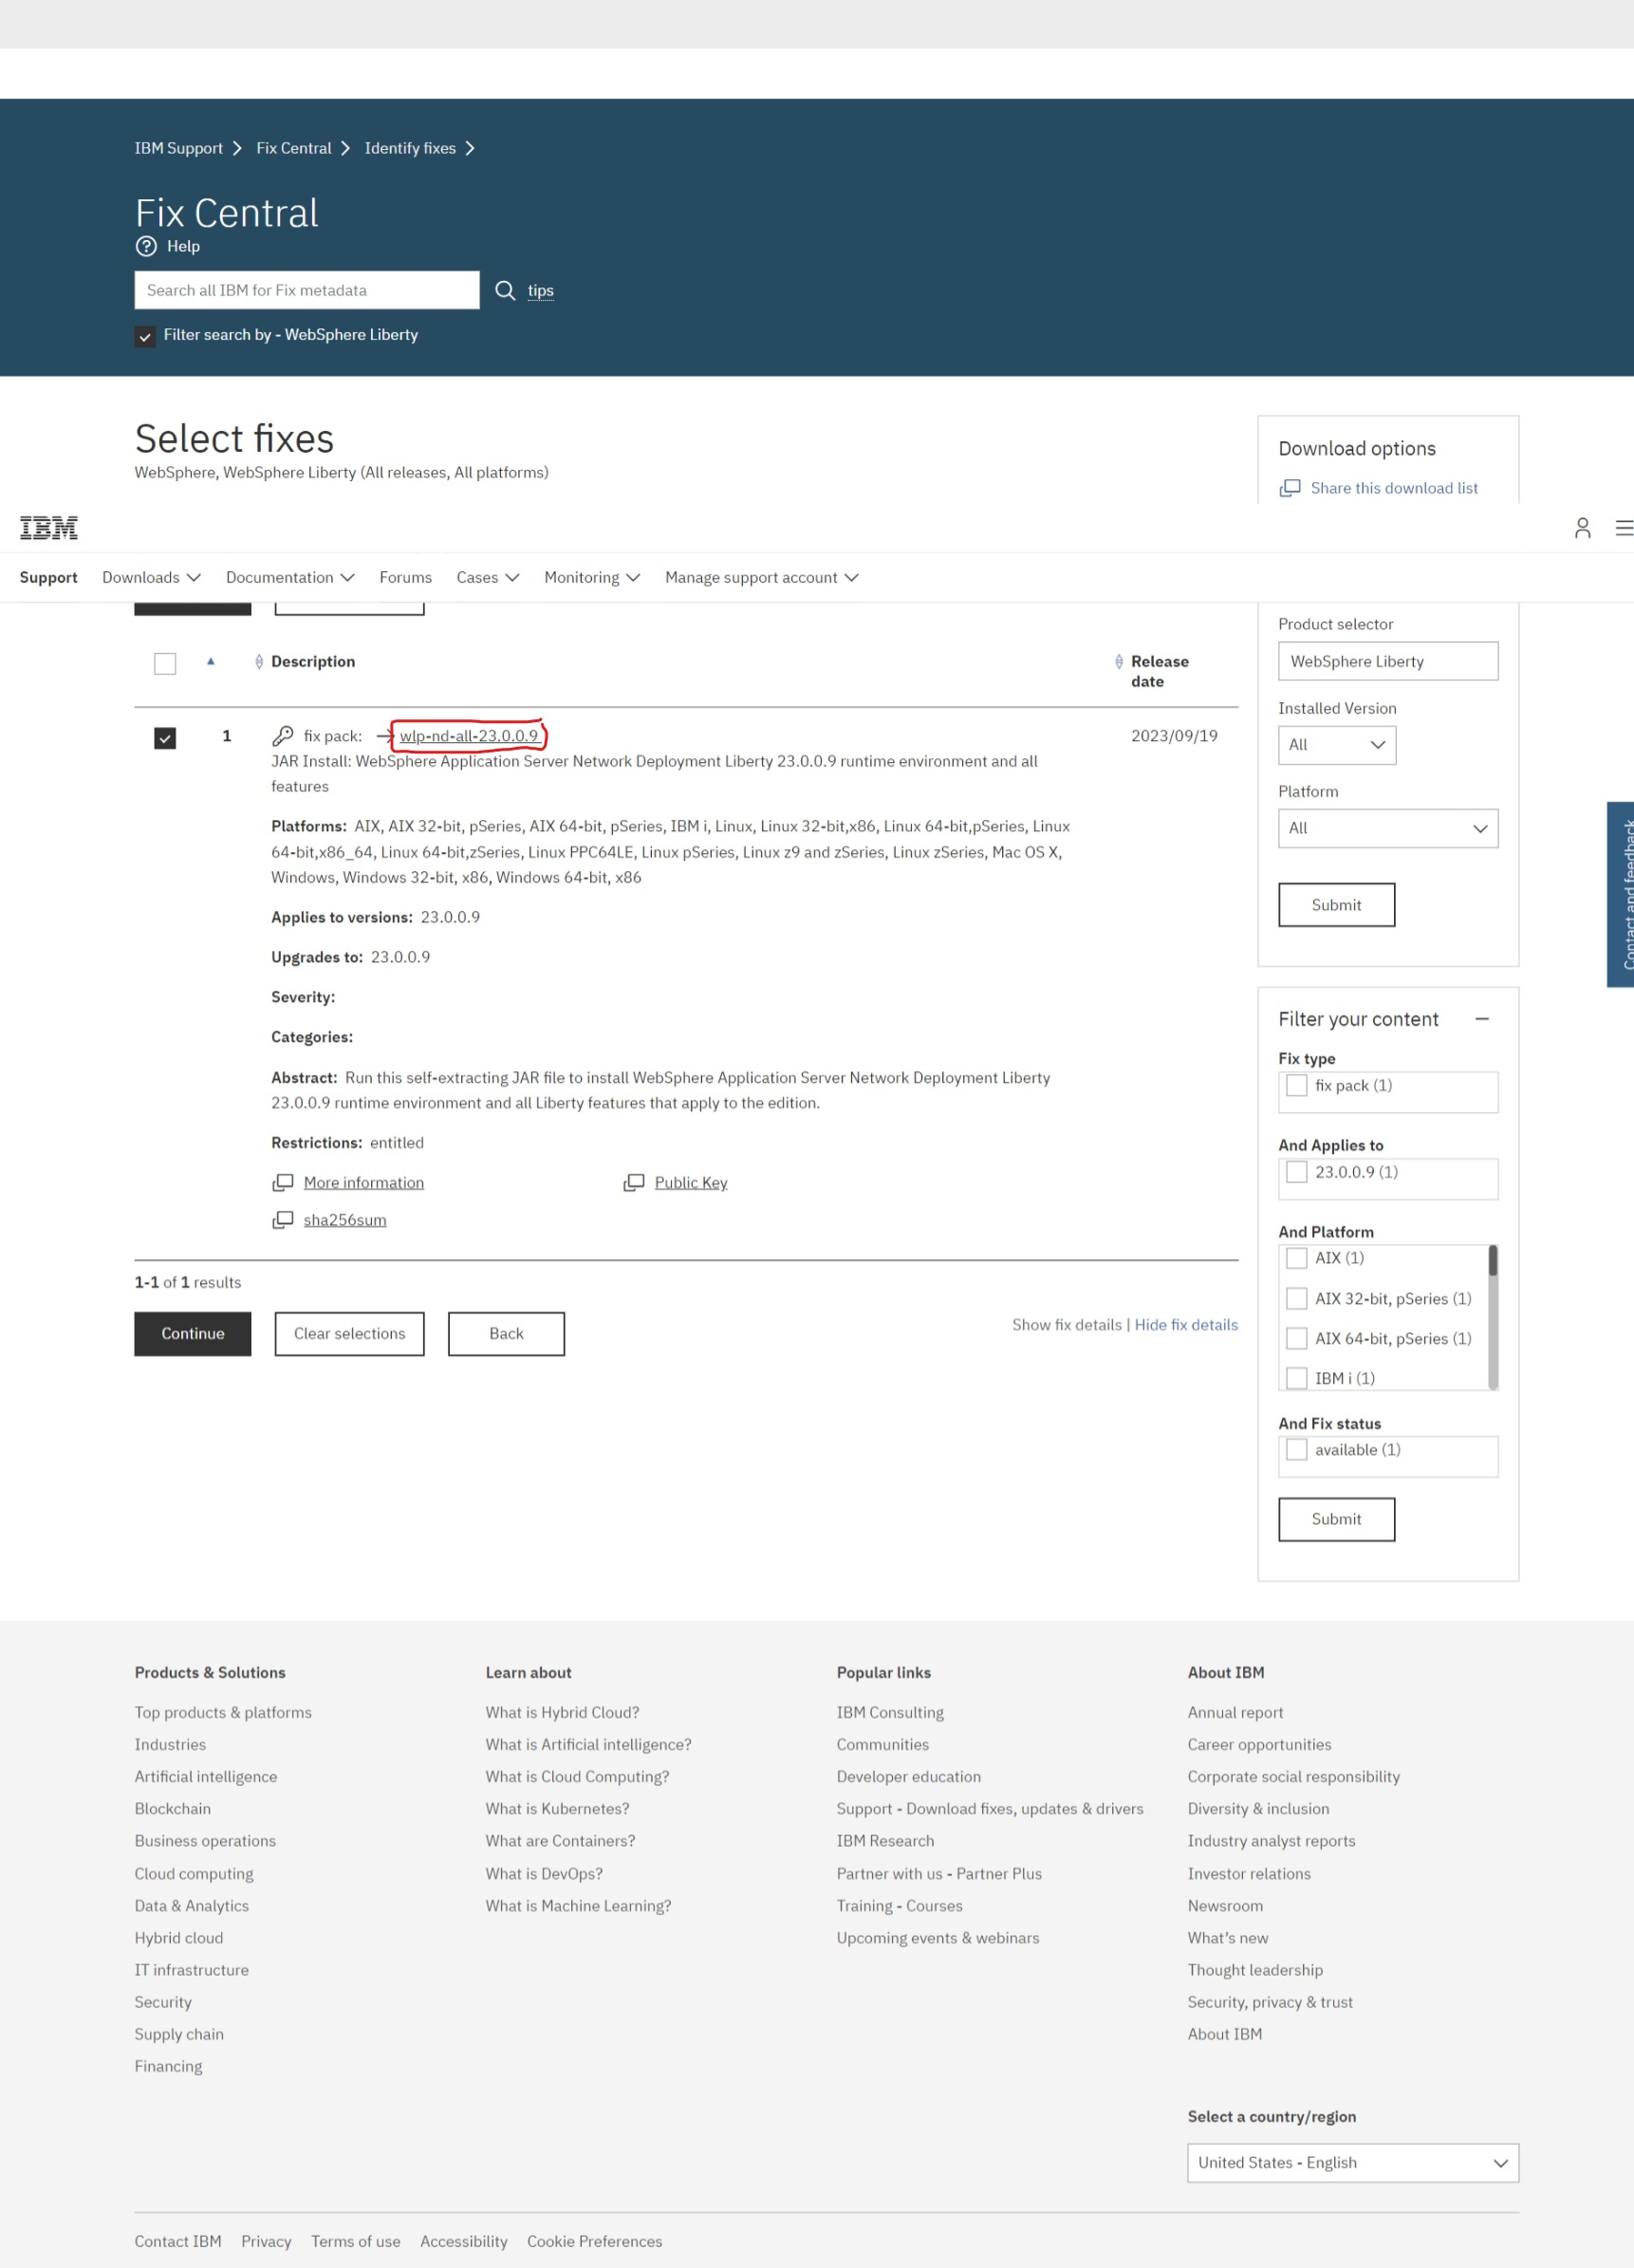 IBM Support
Fix Central
Identify fixes
Fix Central
Help
Search all IBM for Fix metadata
tips
Filter search by - WebSphere Liberty
Select fixes
WebSphere, WebSphere Liberty (All releases, All platforms)
Download options
Share this download list
IBM
Support Downloads Documentation Forums Cases Monitoring Manage support account
Description
Release
date
1
fix pack: wlp-nd-all-23.0.0.9
2023/09/19
JAR Install: WebSphere Application Server Network Deployment Liberty 23.0.0.9 runtime environment and all
features
Platforms: AIX, AIX 32-bit, pSeries, AIX 64-bit, pSeries, IBM i, Linux, Linux 32-bit,x86, Linux 64-bit,pSeries, Linux
64-bit,x86_64, Linux 64-bit,zSeries, Linux PPC64LE, Linux pSeries, Linux z9 and zSeries, Linux zSeries, Mac OS X,
Windows, Windows 32-bit, x86, Windows 64-bit, x86
Applies to versions: 23.0.0.9
Upgrades to: 23.0.0.9
Severity:
Categories:
Abstract: Run this self-extracting JAR file to install WebSphere Application Server Network Deployment Liberty
23.0.0.9 runtime environment and all Liberty features that apply to the edition.
Restrictions: entitled
More information
Public Key
sha256sum
1-1 of 1 results
Continue
Clear selections
Back
Show fix details | Hide fix details
Product selector
WebSphere Liberty
Installed Version
All
Platform
All
Submit
Contact and feedback
Filter your content
Fix type
fix pack (1)
And Applies to
23.0.0.9 (1)
And Platform
AIX (1)
AIX 32-bit, pSeries (1)
AIX 64-bit, pSeries (1)
IBM i (1)
And Fix status
available (1)
Submit
Products & Solutions
Top products & platforms
Industries
Artificial intelligence
Blockchain
Business operations
Cloud computing
Data & Analytics
Hybrid cloud
IT infrastructure
Security
Supply chain
Financing
Learn about
What is Hybrid Cloud?
What is Artificial intelligence?
What is Cloud Computing?
What is Kubernetes?
What are Containers?
What is DevOps?
What is Machine Learning?
Popular links
IBM Consulting
Communities
Developer education
Support - Download fixes, updates & drivers
IBM Research
Partner with us - Partner Plus
Training - Courses
Upcoming events & webinars
About IBM
Annual report
Career opportunities
Corporate social responsibility
Diversity & inclusion
Industry analyst reports
Investor relations
Newsroom
What's new
Thought leadership
Security, privacy & trust
About IBM
Select a country/region
United States - English
Contact IBM Privacy Terms of use Accessibility Cookie Preferences